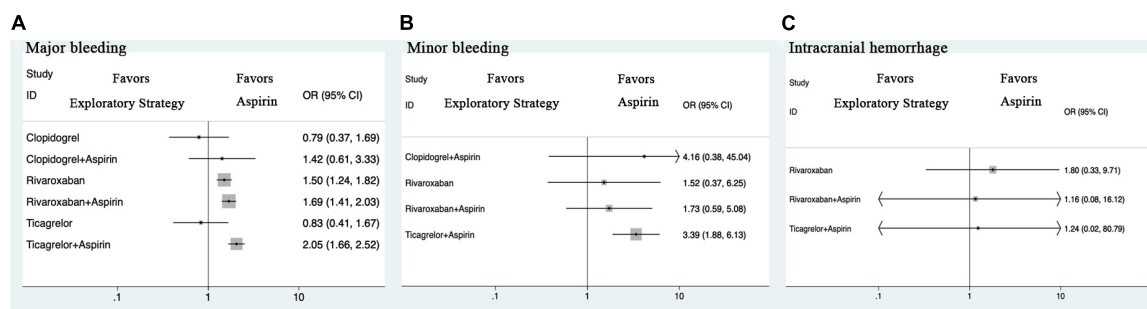 A
Major bleeding
Study
Favors
Favors
ID
Exploratory Strategy
Aspirin
OR (95% CI)
Clopidogrel
0.79 (0.37, 1.69)
Clopidogrel+Aspirin
1.42 (0.61, 3.33)
Rivaroxaban
1.50 (1.24, 1.82)
Rivaroxaban+Aspirin
1.69 (1.41, 2.03)
Ticagrelor
0.83 (0.41, 1.67)
Ticagrelor+Aspirin
2.05 (1.66, 2.52)
.1
1
10
B
Minor bleeding
Study
Favors
Favors
ID
Exploratory Strategy
Aspirin
OR (95% CI)
Clopidogrel+Aspirin
4.16 (0.38, 45.04)
Rivaroxaban
1.52 (0.37, 6.25)
Rivaroxaban+Aspirin
1.73 (0.59, 5.08)
Ticagrelor+Aspirin
3.39 (1.88, 6.13)
.1
1
10
C
Intracranial hemorrhage
Study
Favors
Favors
ID
Exploratory Strategy
Aspirin
OR (95% CI)
Rivaroxaban
1.80 (0.33, 9.71)
Rivaroxaban+Aspirin
1.16 (0.08, 16.12)
Ticagrelor+Aspirin
1.24 (0.02, 80.79)
.1
1
10